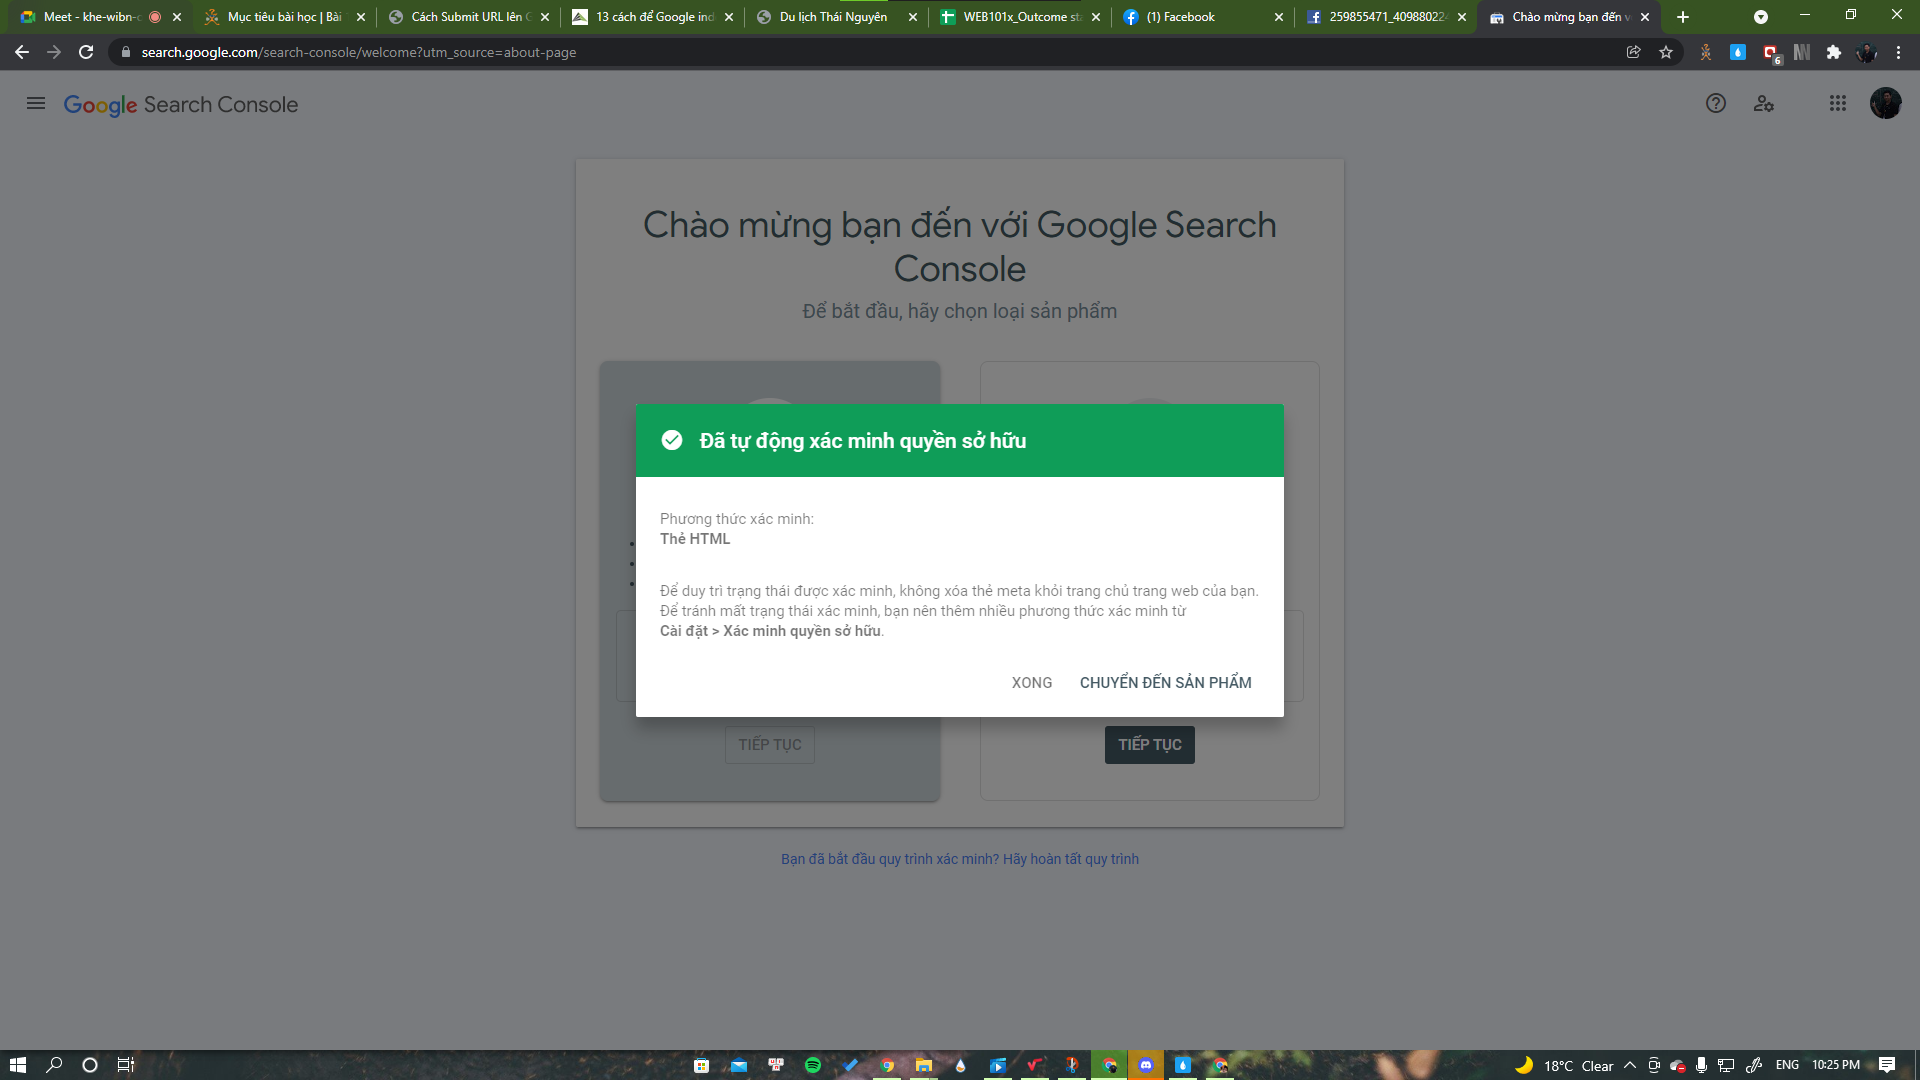 Meet - khe-wibn-
Mục tiêu bài học | Bài
Cách Submit URL lên G
13 cách để Google ind
Du lịch Thái Nguyên
WEB101x_Outcome st
(1) Facebook
259855471_40988022
Chào mừng bạn đến v
search.google.com/search-console/welcome?utm_source=about-page
6
Google Search Console
Chào mừng bạn đến với Google Search
Console
Để bắt đầu, hãy chọn loại sản phẩm
Đã tự động xác minh quyền sở hữu
Phương thức xác minh:
Thẻ HTML
Để duy trì trạng thái được xác minh, không xóa thẻ meta khỏi trang chủ trang web của bạn.
Để tránh mất trạng thái xác minh, bạn nên thêm nhiều phương thức xác minh từ
Cài đặt > Xác minh quyền sở hữu.
XONG CHUYỂN ĐẾN SẢN PHẨM
TIẾP TỤC TIẾP TỤC
Bạn đã bắt đầu quy trình xác minh? Hãy hoàn tất quy trình
18°C Clear ENG 10:25 PM